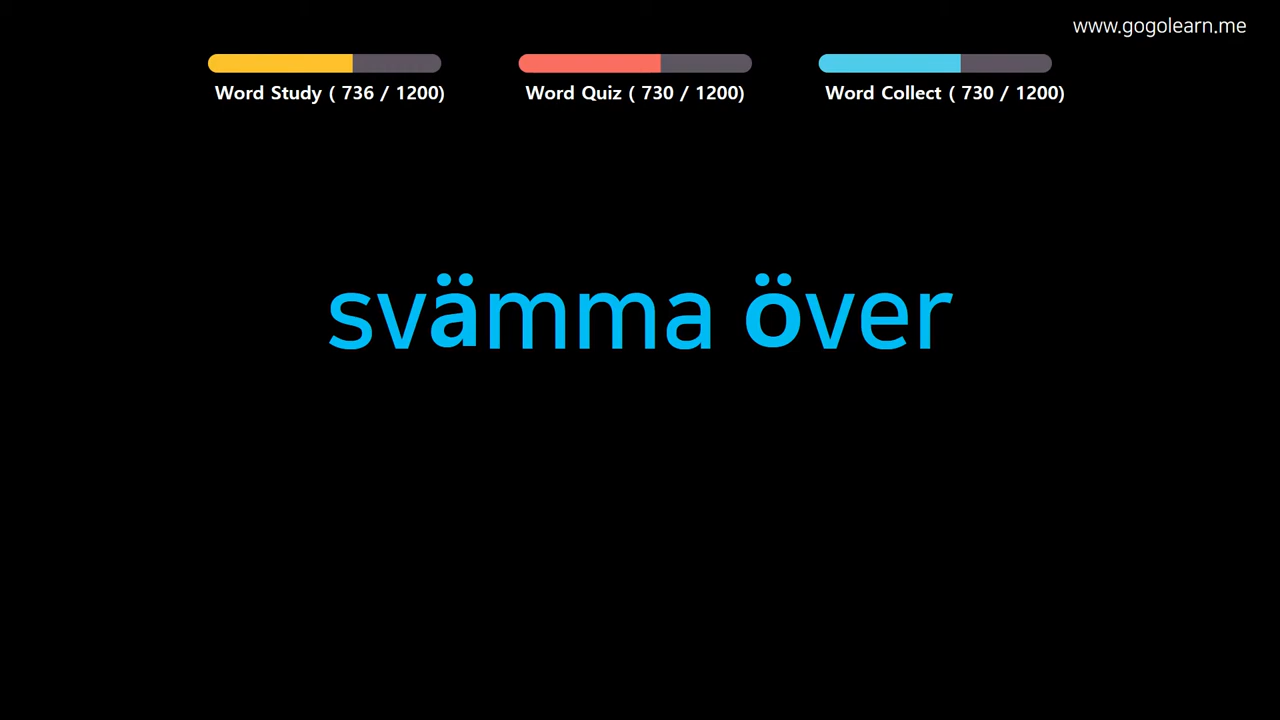 www.gogolearn.me
Word Study ( 736 / 1200)
Word Quiz ( 730 / 1200)
Word Collect ( 730 / 1200)
svämma över